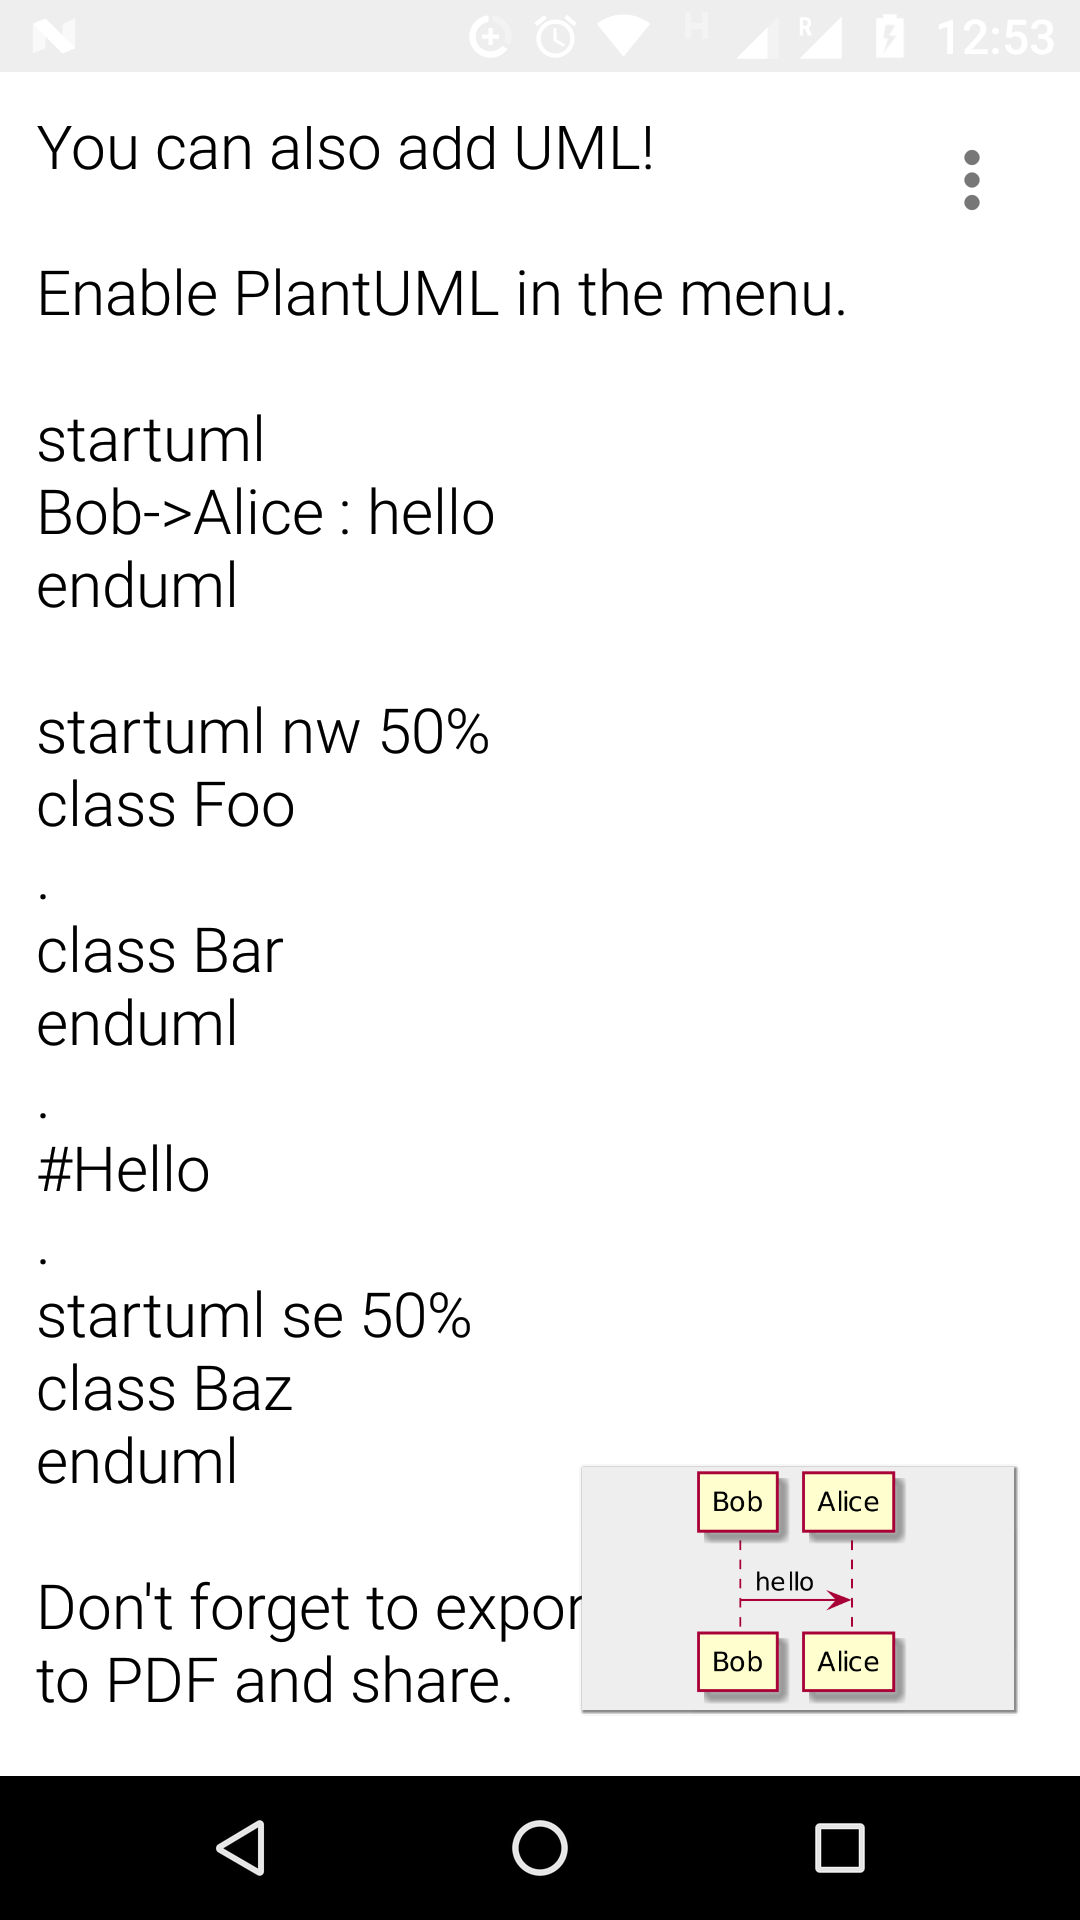 H R 12:53
You can also add UML!
Enable PlantUML in the menu.
startuml
Bob->Alice : hello
enduml
startuml nw 50%
class Foo
.
class Bar
enduml
.
#Hello
.
startuml se 50%
class Baz
enduml
Don't forget to expor
to PDF and share.
Bob Alice
hello
Bob Alice